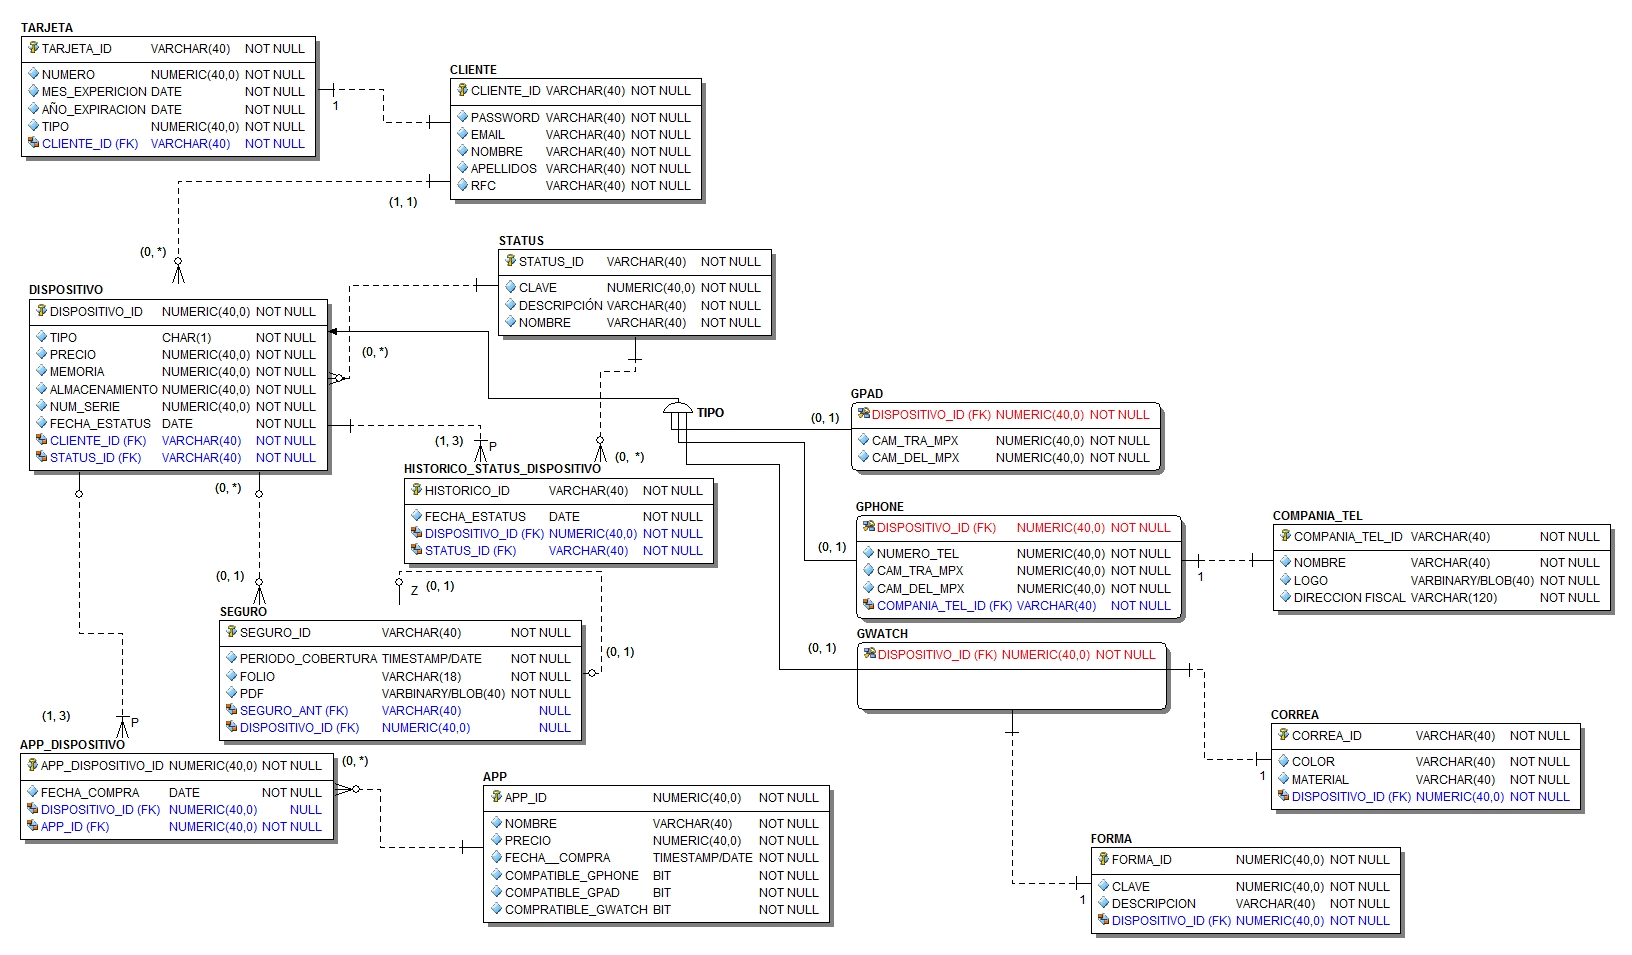 TARJETA
TARJETA_ID VARCHAR(40) NOT NULL
NUMERO NUMERIC(40,0) NOT NULL
MES_EXPERICION DATE NOT NULL
AÑO_EXPIRACION DATE NOT NULL
TIPO NUMERIC(40,0) NOT NULL
CLIENTE_ID (FK) VARCHAR(40) NOT NULL
1
CLIENTE
CLIENTE_ID VARCHAR(40) NOT NULL
PASSWORD VARCHAR(40) NOT NULL
EMAIL VARCHAR(40) NOT NULL
NOMBRE VARCHAR(40) NOT NULL
APELLIDOS VARCHAR(40) NOT NULL
RFC VARCHAR(40) NOT NULL
(1, 1)
(0, *)
STATUS
STATUS_ID VARCHAR(40) NOT NULL
CLAVE NUMERIC(40,0) NOT NULL
DESCRIPCIÓN VARCHAR(40) NOT NULL
NOMBRE VARCHAR(40) NOT NULL
DISPOSITIVO
DISPOSITIVO_ID NUMERIC(40,0) NOT NULL
TIPO CHAR(1) NOT NULL
PRECIO NUMERIC(40,0) NOT NULL
MEMORIA NUMERIC(40,0) NOT NULL
ALMACENAMIENTO NUMERIC(40,0) NOT NULL
NUM_SERIE NUMERIC(40,0) NOT NULL
FECHA_ESTATUS DATE NOT NULL
CLIENTE_ID (FK) VARCHAR(40) NOT NULL
STATUS_ID (FK) VARCHAR(40) NOT NULL
(0, *)
TIPO
(0, 1)
GPAD
DISPOSITIVO_ID (FK) NUMERIC(40,0) NOT NULL
CAM_TRA_MPX NUMERIC(40,0) NOT NULL
CAM_DEL_MPX NUMERIC(40,0) NOT NULL
(1, 3)
P
(0, *)
HISTORICO_STATUS_DISPOSITIVO
HISTORICO_ID VARCHAR(40) NOT NULL
FECHA_ESTATUS DATE NOT NULL
DISPOSITIVO_ID (FK) NUMERIC(40,0) NOT NULL
STATUS_ID (FK) VARCHAR(40) NOT NULL
(0, *)
(0, 1)
GPHONE
DISPOSITIVO_ID (FK) NUMERIC(40,0) NOT NULL
NUMERO_TEL NUMERIC(40,0) NOT NULL
CAM_TRA_MPX NUMERIC(40,0) NOT NULL
CAM_DEL_MPX NUMERIC(40,0) NOT NULL
COMPANIA_TEL_ID (FK) VARCHAR(40) NOT NULL
(0, 1)
1
COMPANIA_TEL
COMPANIA_TEL_ID VARCHAR(40) NOT NULL
NOMBRE VARCHAR(40) NOT NULL
LOGO VARBINARY/BLOB(40) NOT NULL
DIRECCION FISCAL VARCHAR(120) NOT NULL
Z
(0, 1)
SEGURO
SEGURO_ID VARCHAR(40) NOT NULL
PERIODO_COBERTURA TIMESTAMP/DATE NOT NULL
FOLIO VARCHAR(18) NOT NULL
PDF VARBINARY/BLOB(40) NOT NULL
SEGURO_ANT (FK) VARCHAR(40) NULL
DISPOSITIVO_ID (FK) NUMERIC(40,0) NULL
(0, 1)
(0, 1)
GWATCH
DISPOSITIVO_ID (FK) NUMERIC(40,0) NOT NULL
CORREA
CORREA_ID VARCHAR(40) NOT NULL
COLOR VARCHAR(40) NOT NULL
MATERIAL VARCHAR(40) NOT NULL
DISPOSITIVO_ID (FK) NUMERIC(40,0) NOT NULL
1
(1, 3)
P
APP_DISPOSITIVO
APP_DISPOSITIVO_ID NUMERIC(40,0) NOT NULL
FECHA_COMPRA DATE NOT NULL
DISPOSITIVO_ID (FK) NUMERIC(40,0) NULL
APP_ID (FK) NUMERIC(40,0) NOT NULL
(0, *)
APP
APP_ID NUMERIC(40,0) NOT NULL
NOMBRE VARCHAR(40) NOT NULL
PRECIO NUMERIC(40,0) NOT NULL
FECHA__COMPRA TIMESTAMP/DATE NOT NULL
COMPATIBLE_GPHONE BIT NOT NULL
COMPATIBLE_GPAD BIT NOT NULL
COMPRATIBLE_GWATCH BIT NOT NULL
FORMA
FORMA_ID NUMERIC(40,0) NOT NULL
CLAVE NUMERIC(40,0) NOT NULL
DESCRIPCION VARCHAR(40) NOT NULL
DISPOSITIVO_ID (FK) NUMERIC(40,0) NOT NULL
1